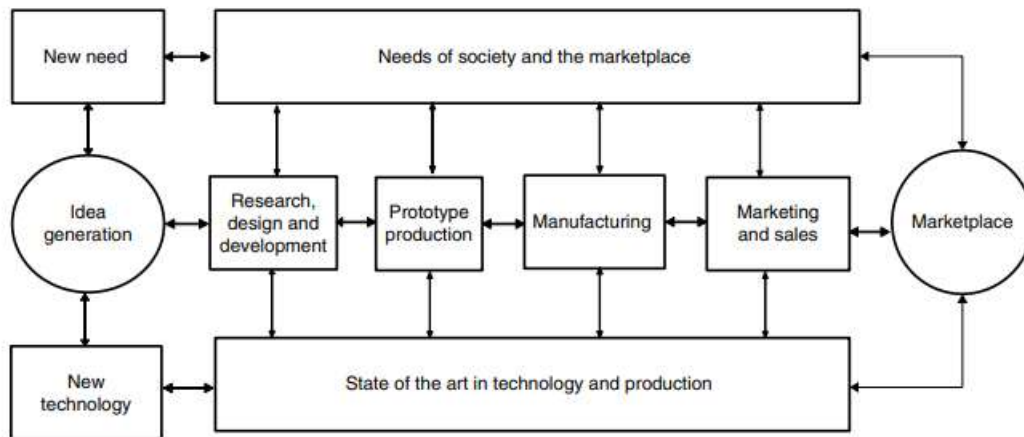 New need
Needs of society and the marketplace
Idea
generation
Research,
design and
development
Prototype
production
Manufacturing
Marketing
and sales
Marketplace
New
technology
State of the art in technology and production